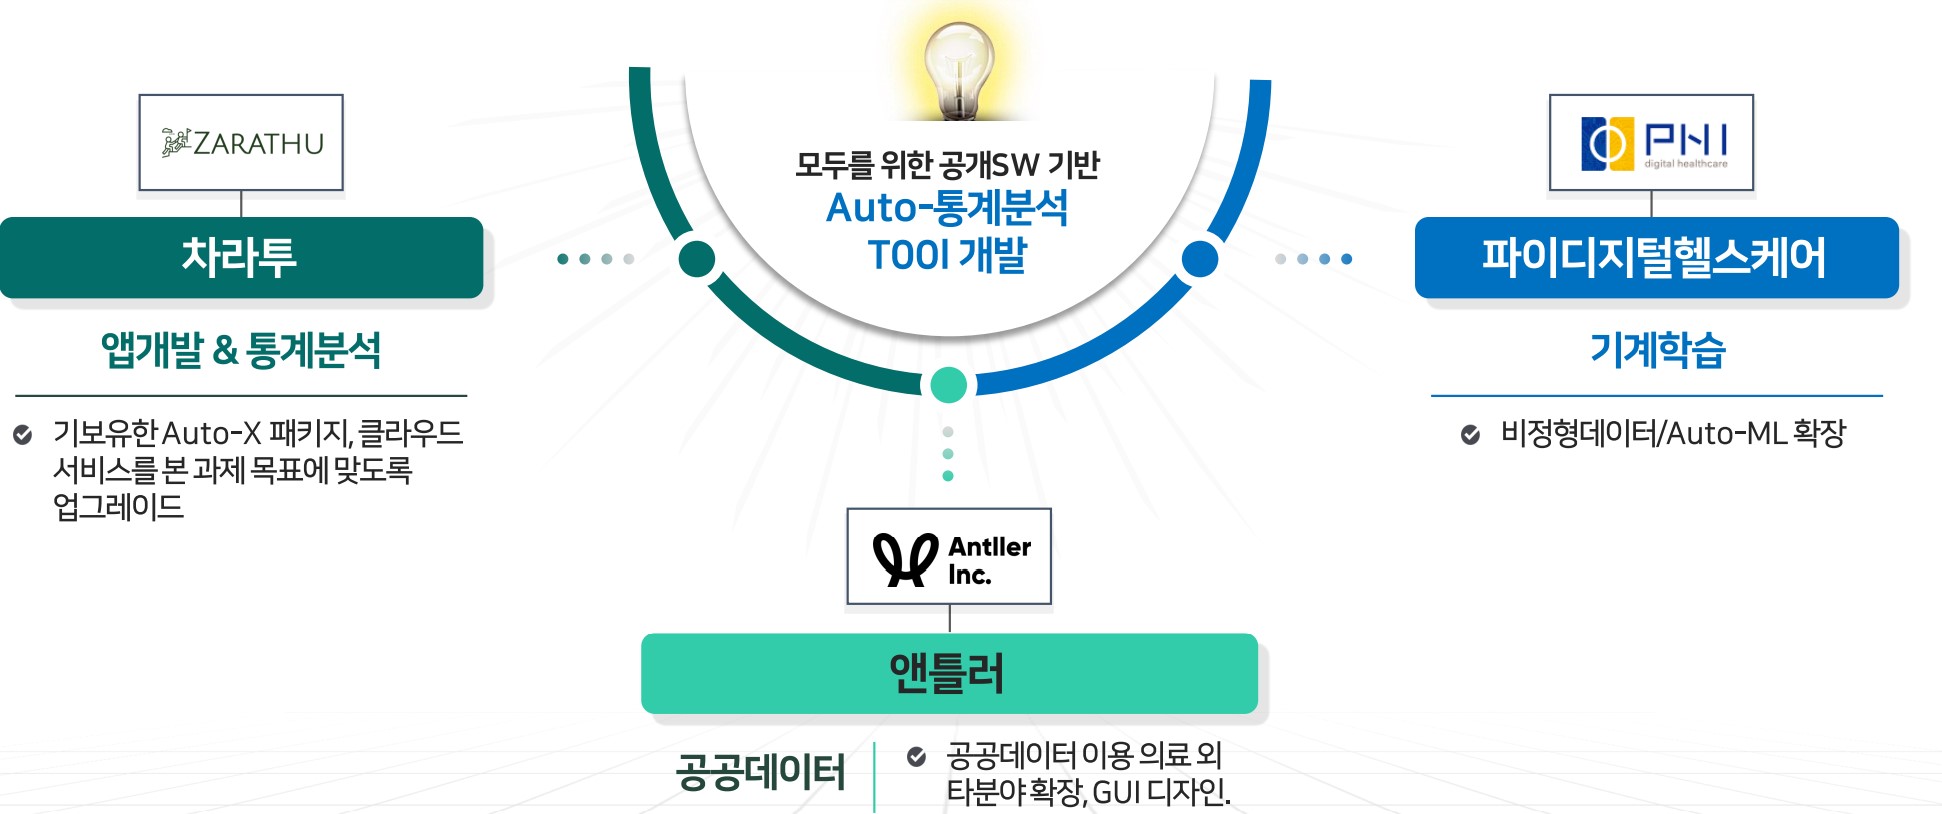 모두를 위한 공개SW 기반
Auto-통계분석
TOOl 개발
ZARATHU
차라투
앱개발 & 통계분석
기보유한 Auto-X 패키지, 클라우드
서비스를 본 과제 목표에 맞도록
업그레이드
PHI
digital healthcare
파이디지털헬스케어
기계학습
비정형데이터/Auto-ML 확장
Antller
Inc.
앤틀러
공공데이터
공공데이터 이용 의료 외
타분야 확장, GUI 디자인.